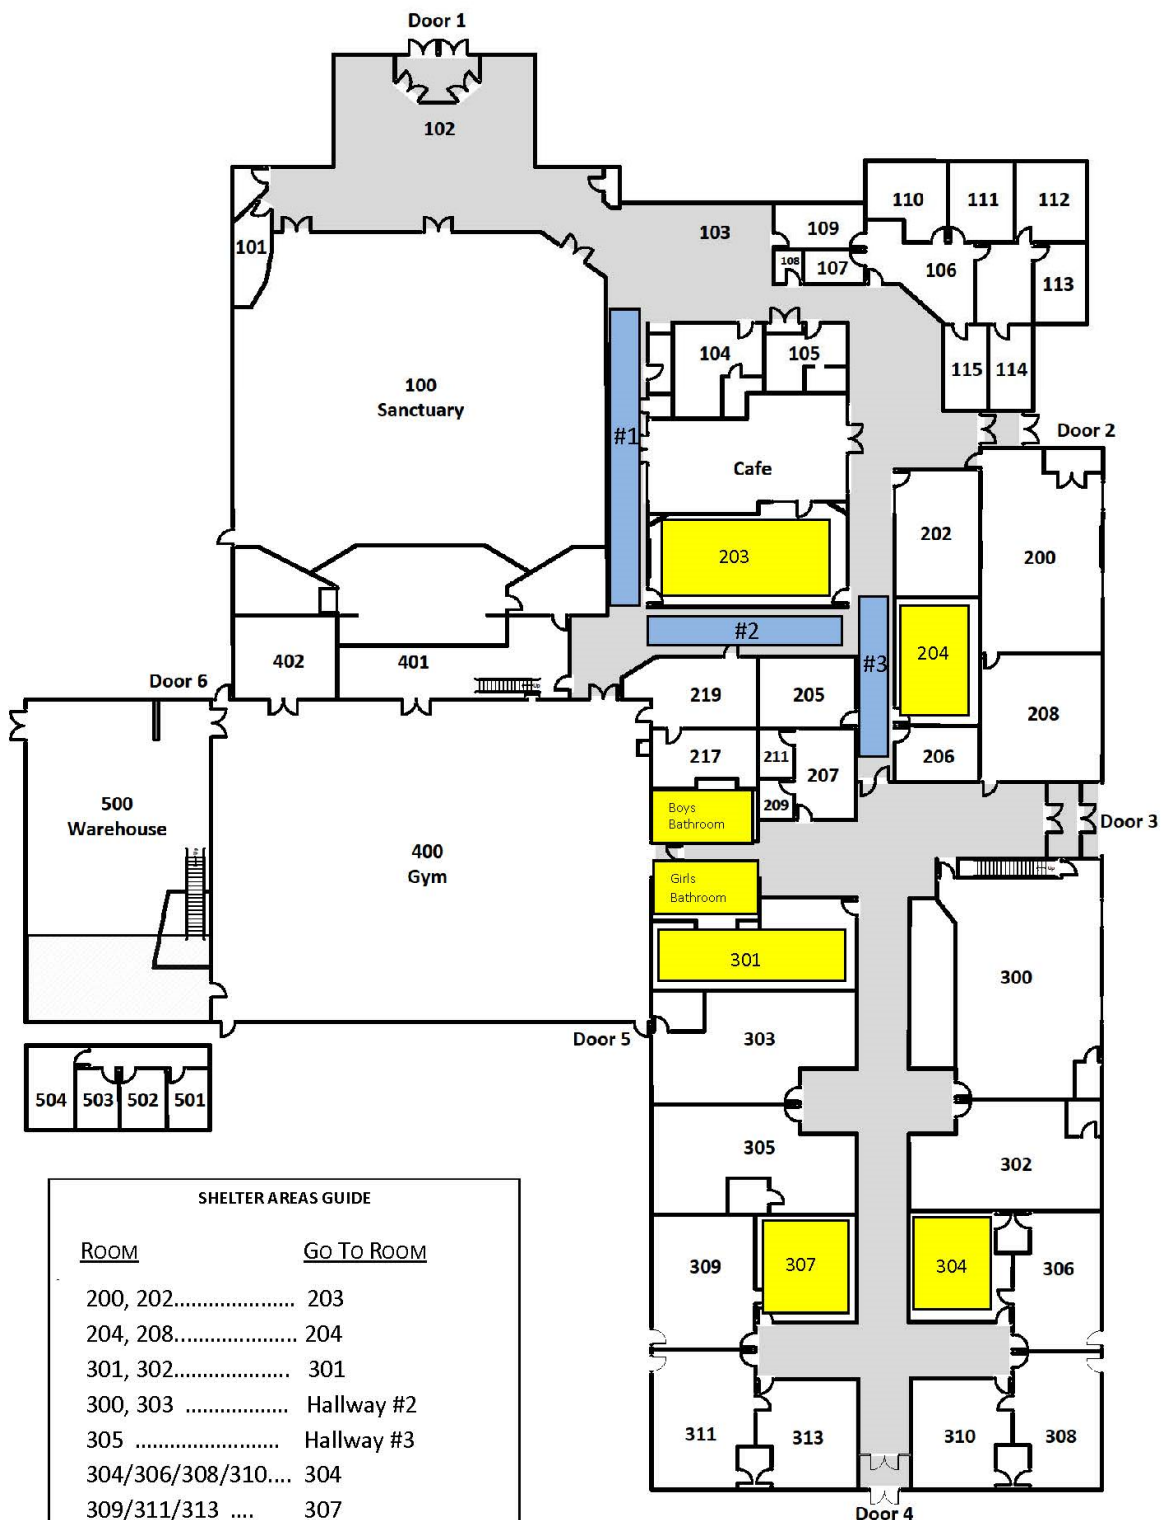 Door 1
102
110
111
112
109
103
101
108
107
106
113
104
105
115
114
100
Sanctuary
#1
Door 2
Cafe
202
203
200
#2
204
402
401
#3
Door 6
219
205
208
217
211
206
207
500
Warehouse
209
Boys
Bathroom
Door 3
400
Gym
Girls
Bathroom
301
300
Door 5
303
504
503
502
501
305
302
309
307
304
306
311
313
310
308
Door 4
SHELTER AREAS GUIDE
ROOM GO TO ROOM
200, 202..................... 203
204, 208..................... 204
301, 302.................... 301
300, 303 .................. Hallway #2
305 ......................... Hallway #3
304/306/308/310.... 304
309/311/313 .... 307